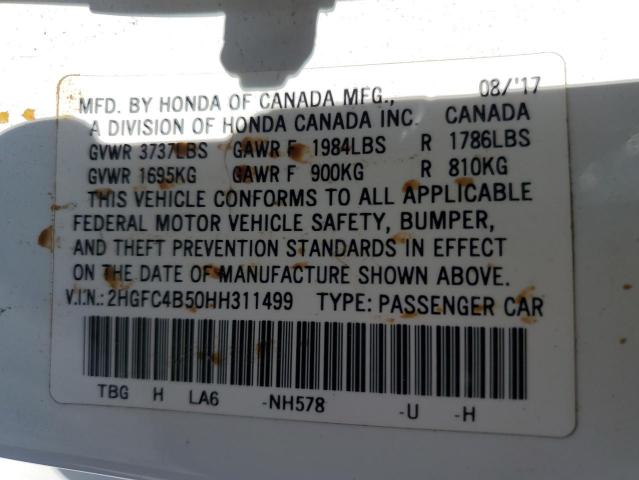 MFD. BY HONDA OF CANADA MFG., 08/'17
A DIVISION OF HONDA CANADA INC. CANADA
GVWR 3737LBS GAWR F 1984LBS R 1786LBS
GVWR 1695KG GAWR F 900KG R 810KG
THIS VEHICLE CONFORMS TO ALL APPLICABLE
FEDERAL MOTOR VEHICLE SAFETY, BUMPER,
AND THEFT PREVENTION STANDARDS IN EFFECT
ON THE DATE OF MANUFACTURE SHOWN ABOVE.
V.I.N.: 2HGFC4B50HH311499 TYPE: PASSENGER CAR
TBG H LA6 -NH578 -U -H